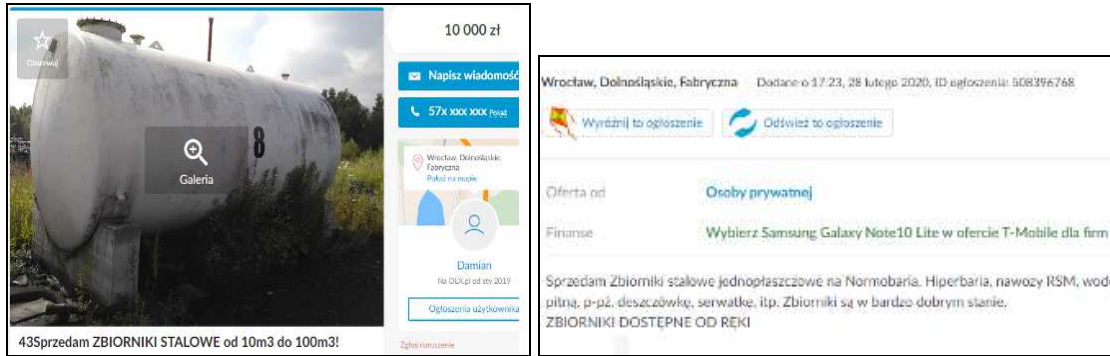 Obserwuj
8
Galeria
43Sprzedam ZBIORNIKI STALOWE od 10m3 do 100m3!
10 000 zł
Napisz wiadomość
57x xxx xxx Pokaż
Wrocław, Dolnośląskie,
Fabryczna
Pokaż na mapie
Damian
Na OLX.pl od sty 2019
Ogłoszenia użytkownika
Zgłoś naruszenie
Wrocław, Dolnośląskie, Fabryczna Dodane o 17:23, 28 lutego 2020, ID ogłoszenia: 508396768
Wyróżnij to ogłoszenie Odśwież to ogłoszenie
Oferta od Osoby prywatnej
Finanse Wybierz Samsung Galaxy Note10 Lite w ofercie T-Mobile dla firm
Sprzedam Zbiorniki stalowe jednopłaszczowe na Normobaria, Hiperbaria, nawozy RSM, wod
pitną, p-pż, deszczówkę, serwatkę, itp. Zbiorniki są w bardzo dobrym stanie.
ZBIORNIKI DOSTĘPNE OD RĘKI